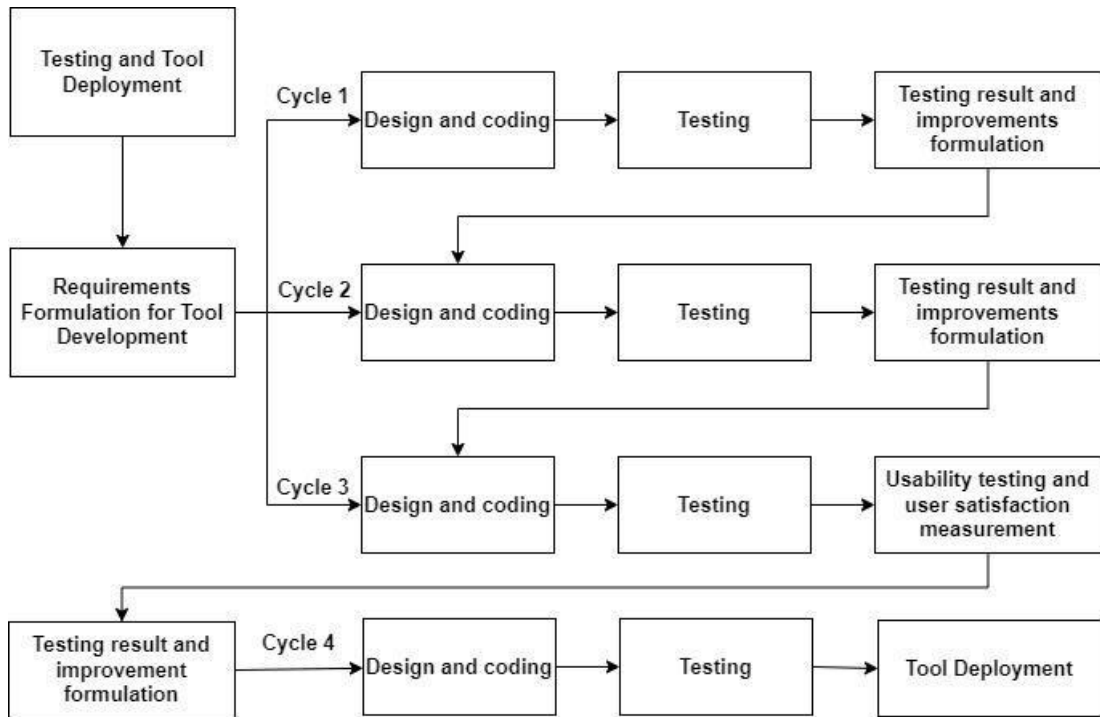 Testing and Tool
Deployment
Cycle 1
Design and coding
Testing
Testing result and
improvements
formulation
Requirements
Formulation for Tool
Development
Cycle 2
Design and coding
Testing
Testing result and
improvements
formulation
Cycle 3
Design and coding
Testing
Usability testing and
user satisfaction
measurement
Testing result and
improvement
formulation
Cycle 4
Design and coding
Testing
Tool Deployment